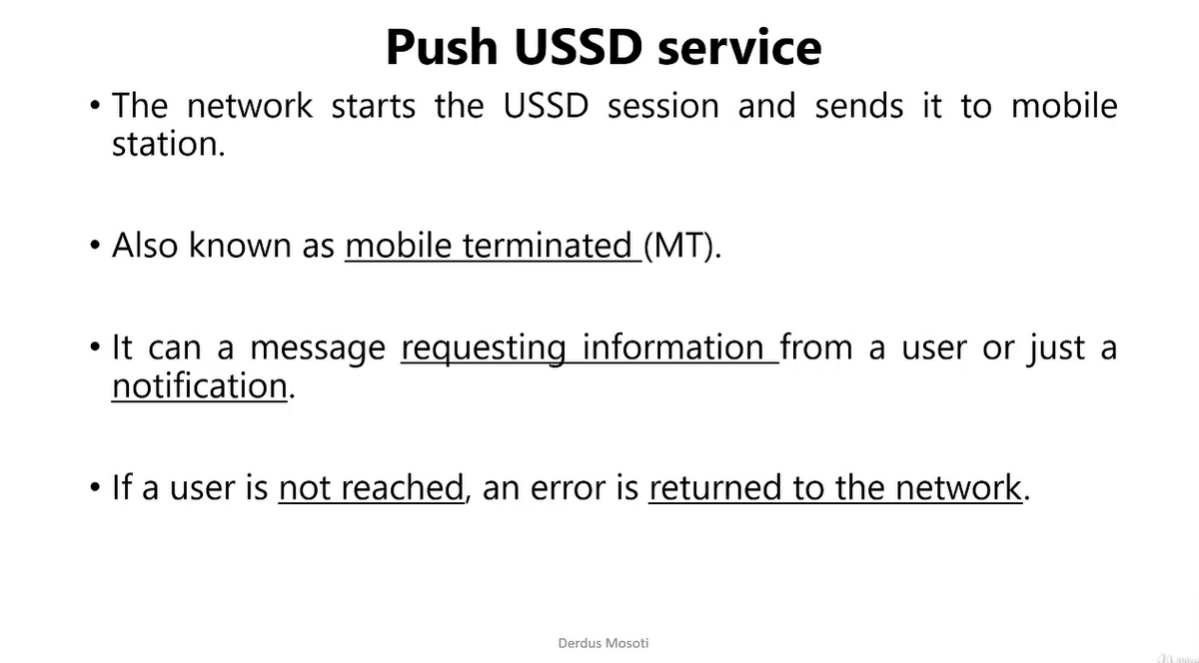 Push USSD service
• The network starts the USSD session and sends it to mobile
station.
• Also known as mobile terminated (MT).
• It can a message requesting information from a user or just a
notification.
• If a user is not reached, an error is returned to the network.
Derdus Mosoti